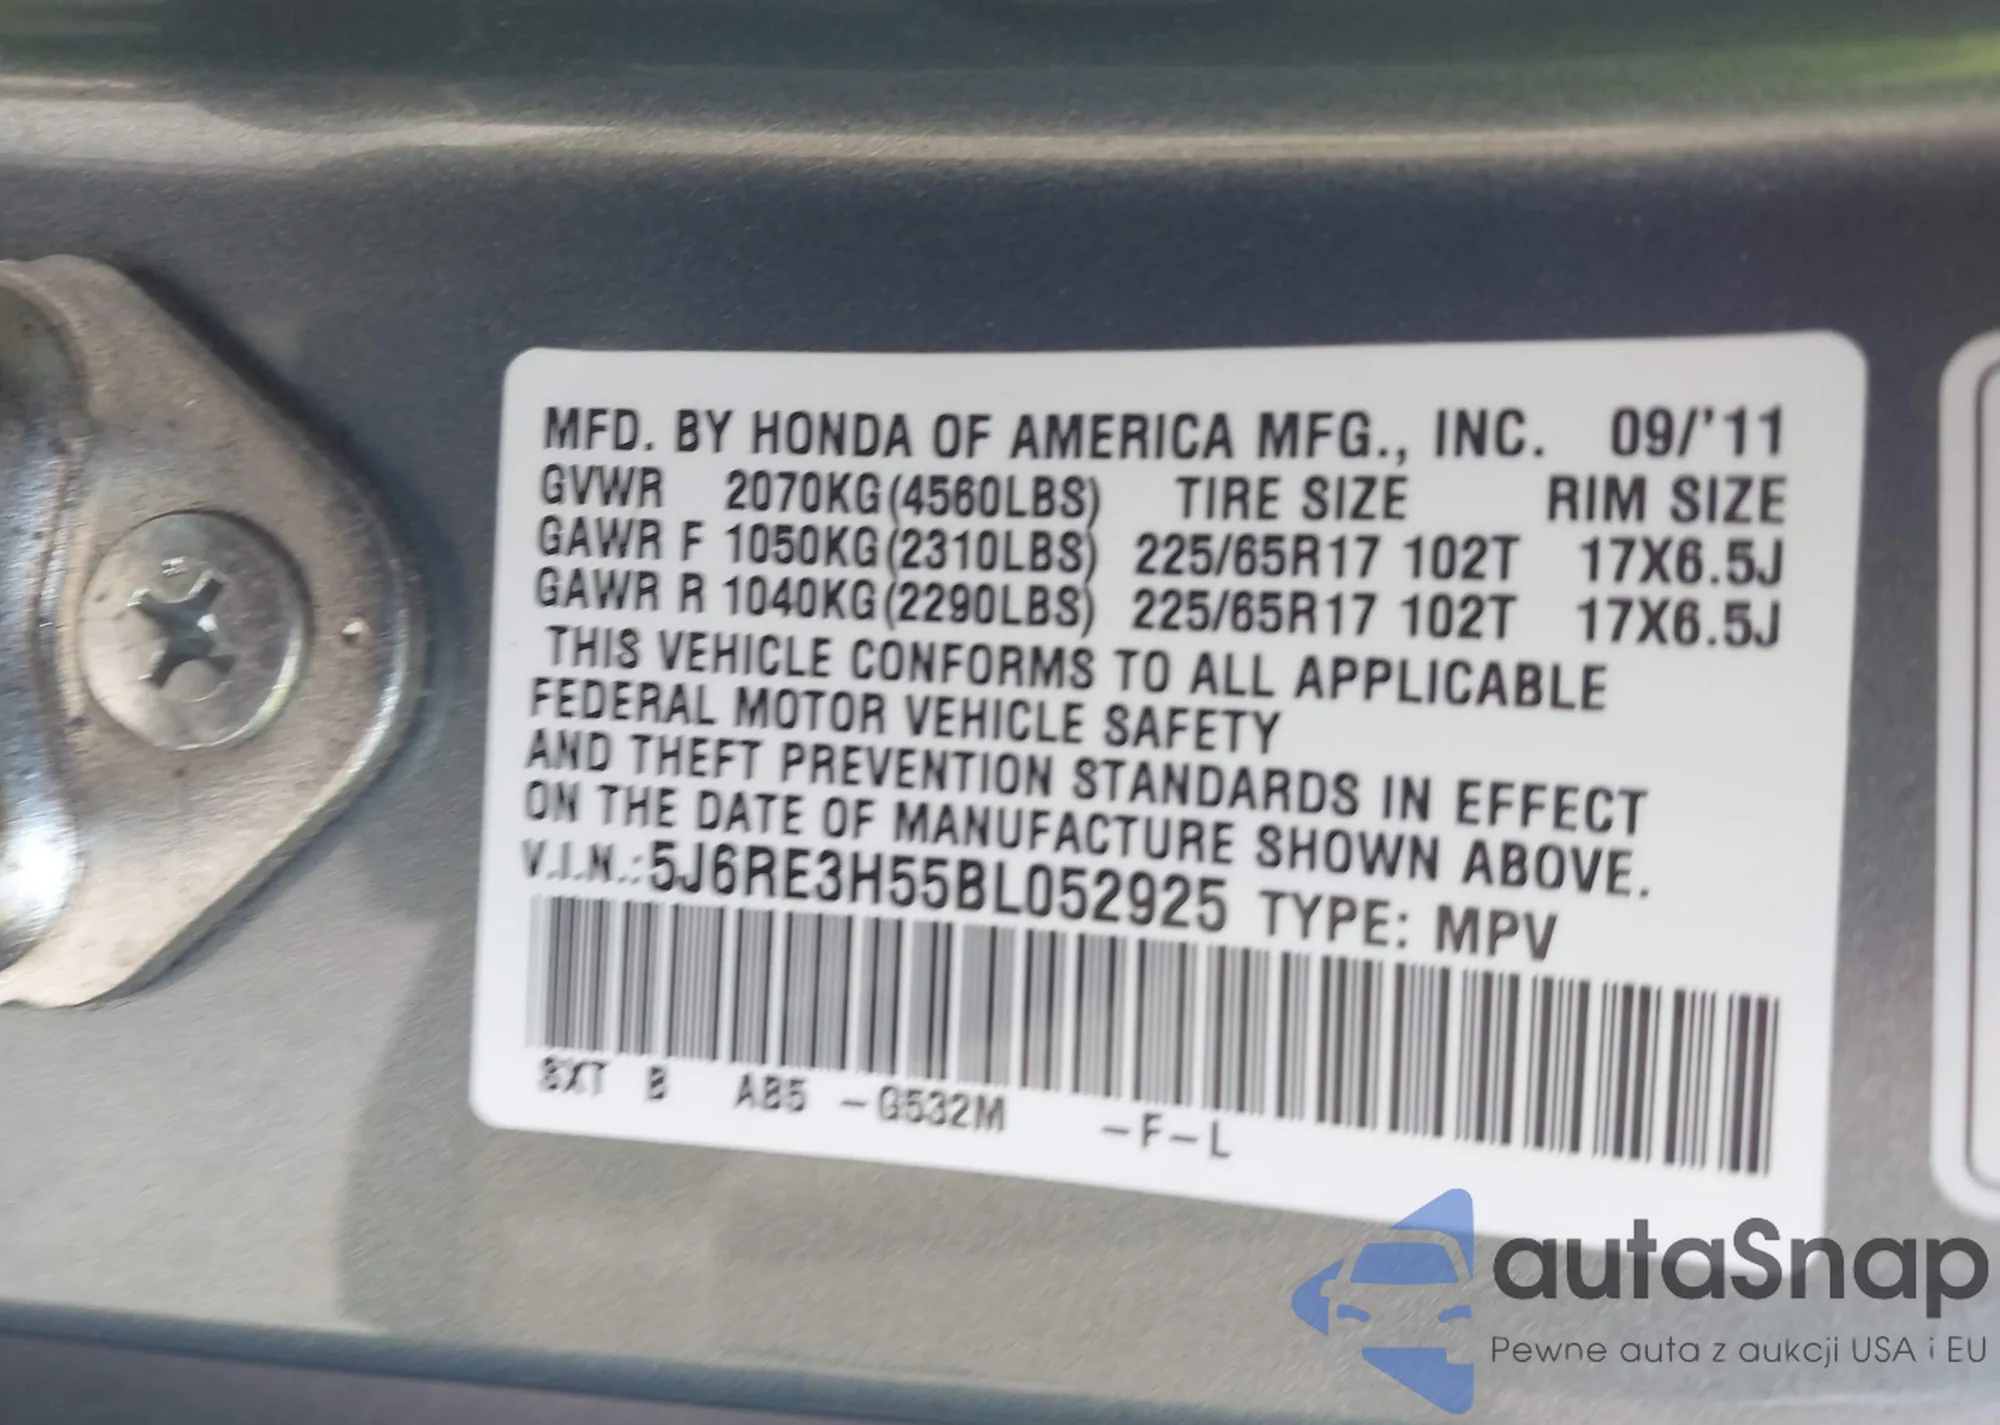 MFD. BY HONDA OF AMERICA MFG., INC. 09/'11
GVWR 2070KG(4560LBS) TIRE SIZE RIM SIZE
GAWR F 1050KG(2310LBS) 225/65R17 102T 17X6.5J
GAWR R 1040KG(2290LBS) 225/65R17 102T 17X6.5J
THIS VEHICLE CONFORMS TO ALL APPLICABLE
FEDERAL MOTOR VEHICLE SAFETY
AND THEFT PREVENTION STANDARDS IN EFFECT
ON THE DATE OF MANUFACTURE SHOWN ABOVE.
V.I.N.:5J6RE3H55BL052925 TYPE: MPV
SXT B AB5 -G532M -F-L
autaSnap
Pewne auta z aukcji USA i EU